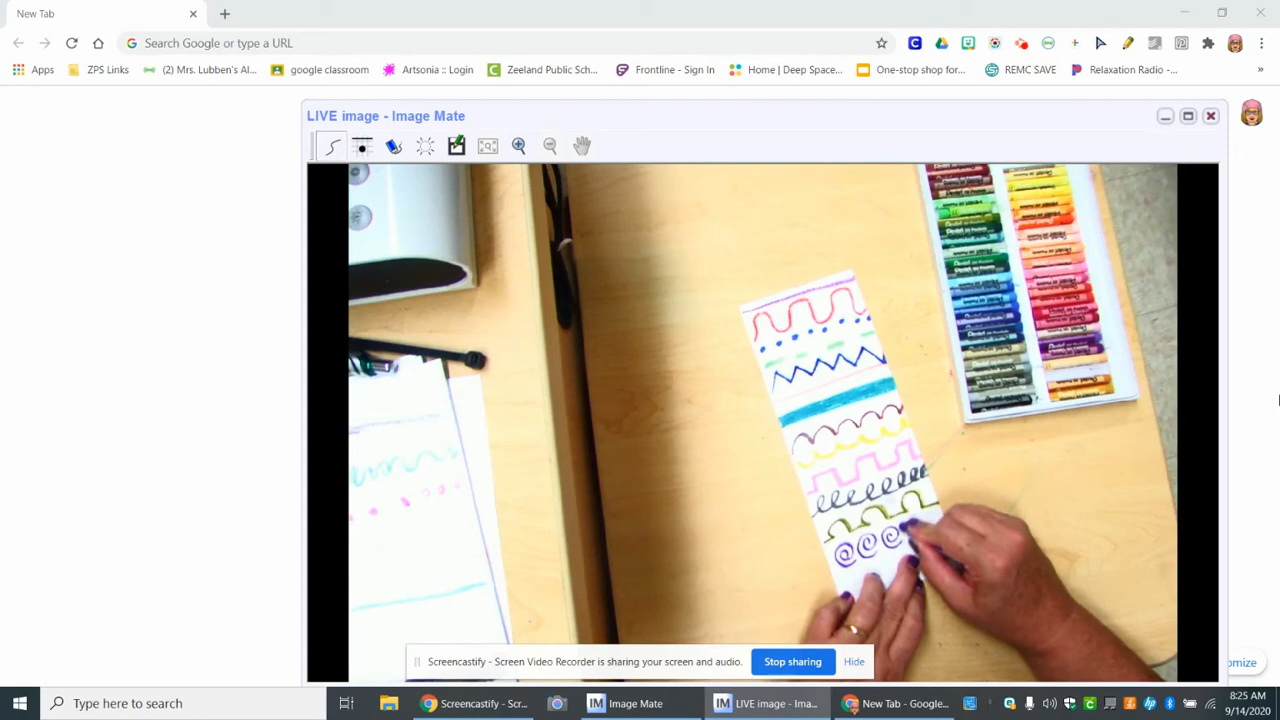 New Tab
Search Google or type a URL
Apps
ZPS Links
(2) Mrs. Lubben's Al...
google classroom
Artsonia :: Login
Zeeland Public Sch...
Frontline - Sign In
Home | Deep Space...
One-stop shop for...
REMC SAVE
Relaxation Radio -...
»
LIVE image - Image Mate
Screencastify - Screen Video Recorder is sharing your screen and audio.
Stop sharing
Hide
omize
Type here to search
Screencastify - Scr...
Image Mate
LIVE image - Ima...
New Tab - Google...
8:25 AM
9/14/2020